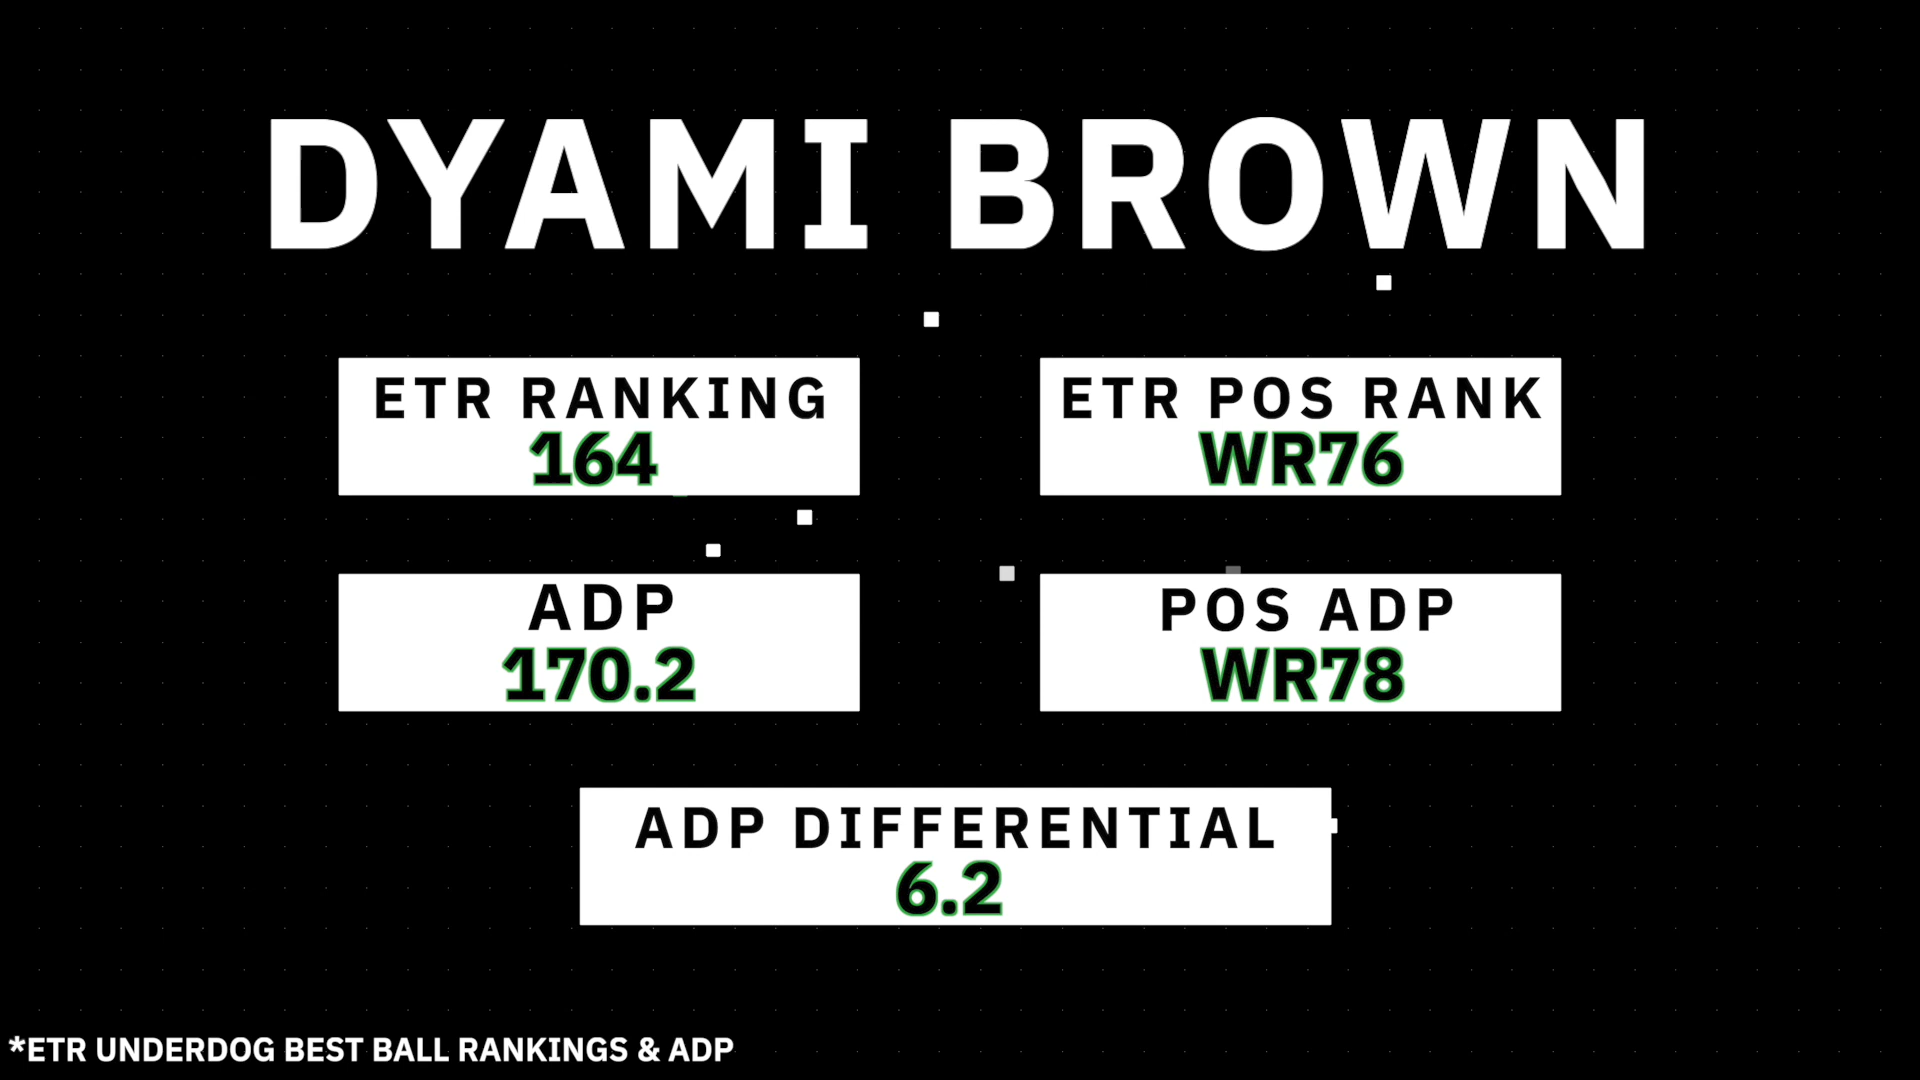 DYAMI BROWN
ETR RANKING
164
ETR POS RANK
WR76
ADP
170.2
POS ADP
WR78
ADP DIFFERENTIAL
6.2
*ETR UNDERDOG BEST BALL RANKINGS & ADP